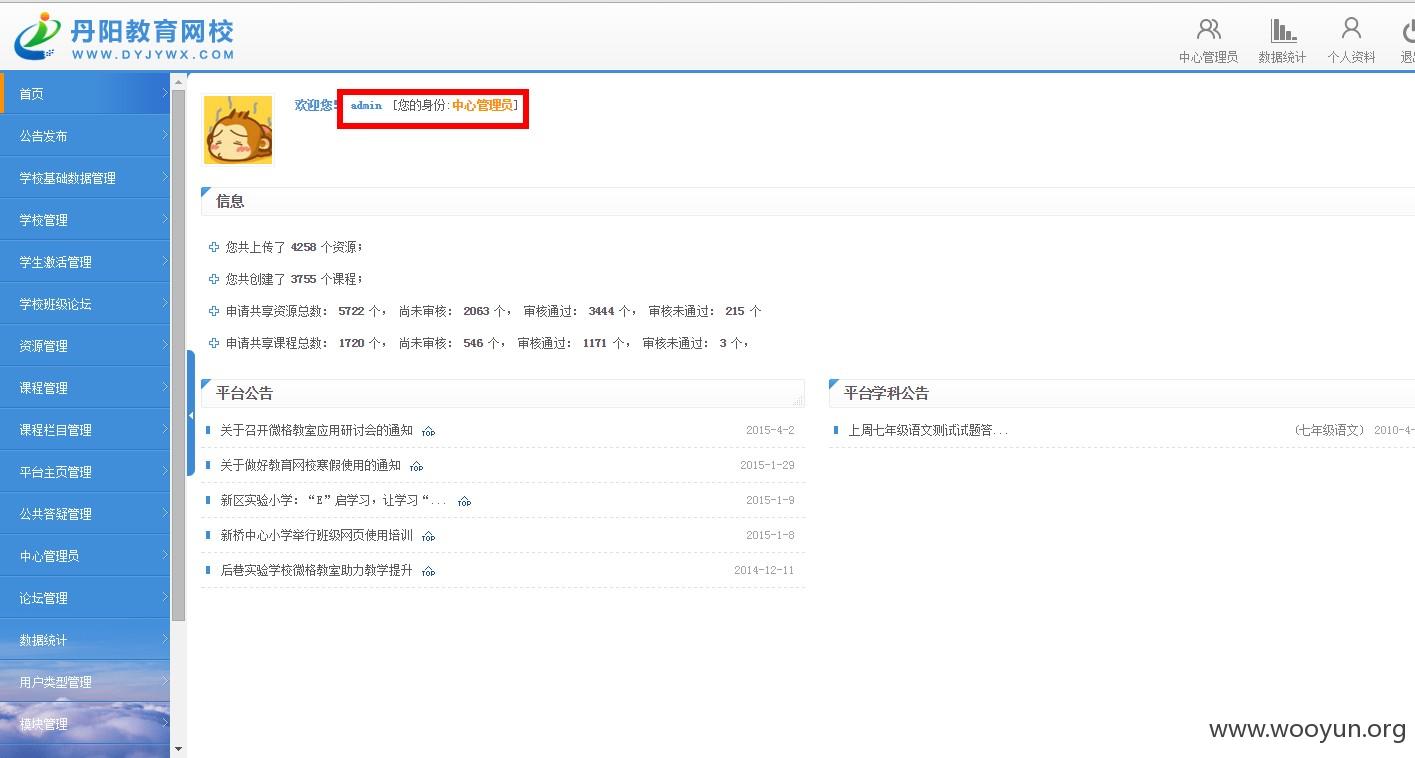 丹阳教育网校
WWW.DYJYWX.COM
中心管理员
数据统计
个人资料
首页
公告发布
学校基础数据管理
学校管理
学生激活管理
学校班级论坛
资源管理
课程管理
课程栏目管理
平台主页管理
公共答疑管理
中心管理员
论坛管理
数据统计
用户类型管理
模块管理
欢迎您! admin [您的身份:中心管理员]
信息
您共上传了 4258 个资源；
您共创建了 3755 个课程；
申请共享资源总数： 5722 个， 尚未审核： 2063 个， 审核通过： 3444 个， 审核未通过： 215 个
申请共享课程总数： 1720 个， 尚未审核： 546 个， 审核通过： 1171 个， 审核未通过： 3 个，
平台公告
关于召开微格教室应用研讨会的通知 TOP 2015-4-2
关于做好教育网校寒假使用的通知 TOP 2015-1-29
新区实验小学：“E”启学习，让学习“... TOP 2015-1-9
新桥中心小学举行班级网页使用培训 TOP 2015-1-8
后巷实验学校微格教室助力教学提升 TOP 2014-12-11
平台学科公告
上周七年级语文测试试题答... （七年级语文） 2010-4-
www.wooyun.org